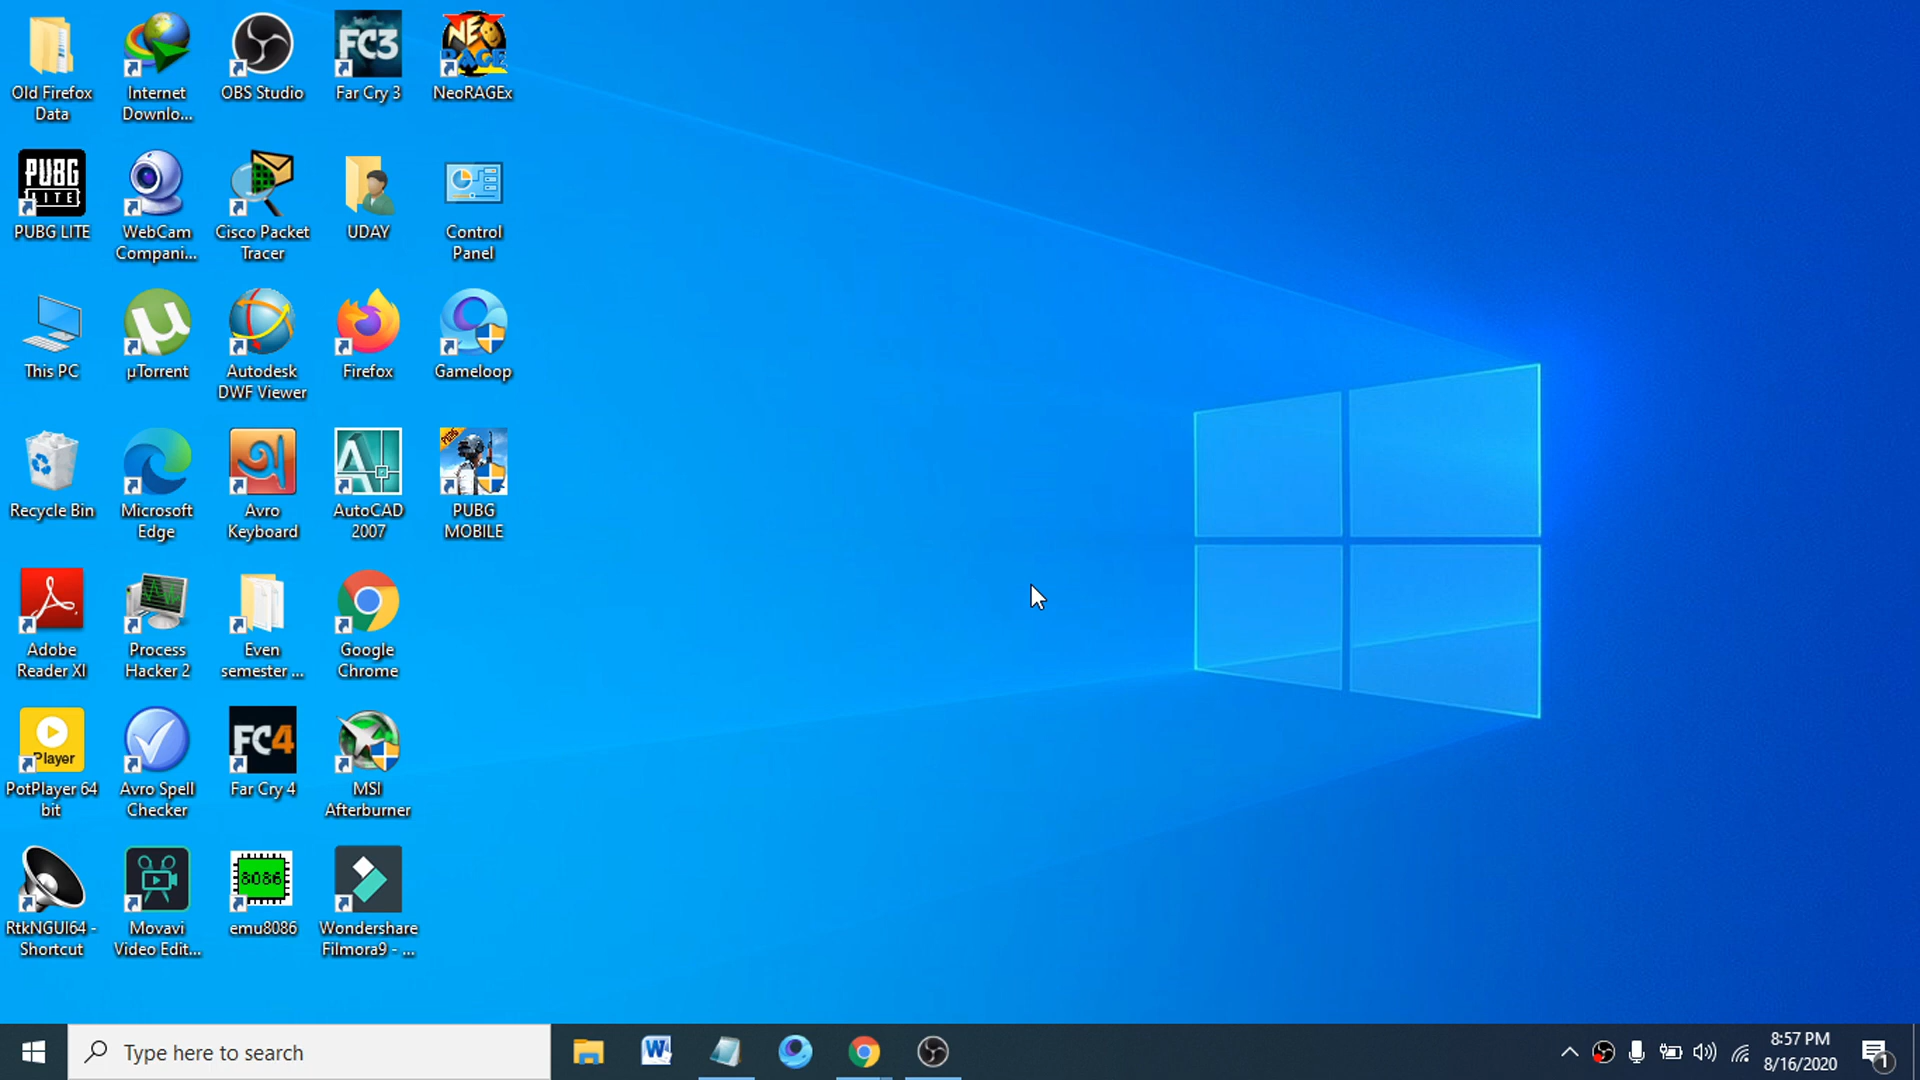 Old Firefox
Data
Internet
Downlo...
OBS Studio
FC3
Far Cry 3
NEO
RAGE
NeoRAGEx
PUBG
LITE
PUBG LITE
WebCam
Compani...
Cisco Packet
Tracer
UDAY
Control
Panel
This PC
µ
µTorrent
Autodesk
DWF Viewer
Firefox
Gameloop
Recycle Bin
Microsoft
Edge
অ
Avro
Keyboard
A
AutoCAD
2007
PUBG
PUBG
MOBILE
Adobe
Reader XI
Process
Hacker 2
Even
semester ...
Google
Chrome
Player
PotPlayer 64
bit
Avro Spell
Checker
FC4
Far Cry 4
MSI
Afterburner
RtkNGUI64 -
Shortcut
Movavi
Video Edit...
8086
emu8086
Wondershare
Filmora9 - ...
Type here to search
W
8:57 PM
8/16/2020
1